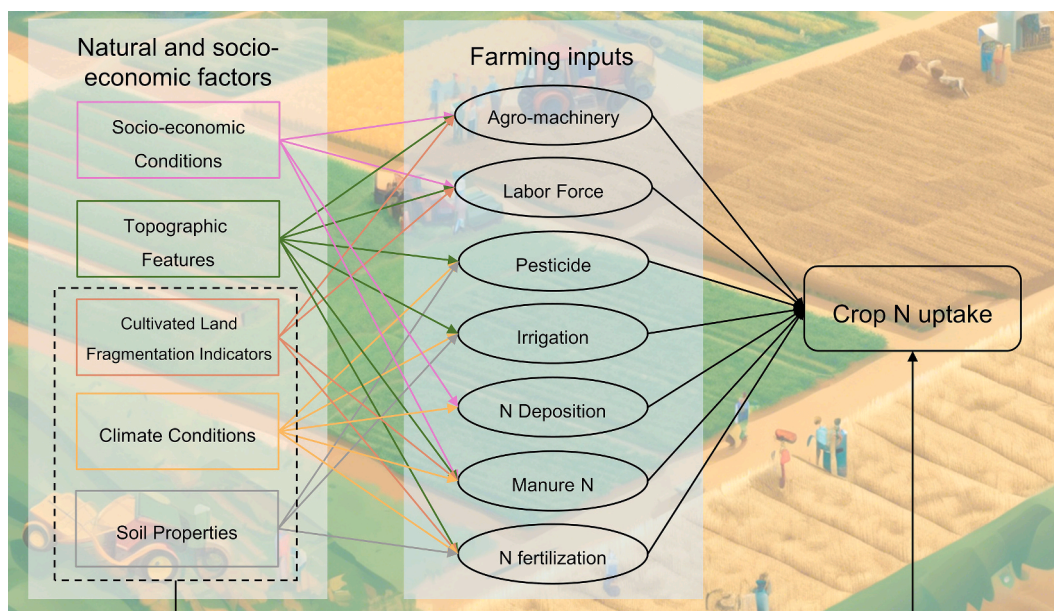 Natural and socio-
economic factors
Socio-economic
Conditions
Topographic
Features
Cultivated Land
Fragmentation Indicators
Climate Conditions
Soil Properties
Farming inputs
Agro-machinery
Labor Force
Pesticide
Irrigation
N Deposition
Manure N
N fertilization
Crop N uptake